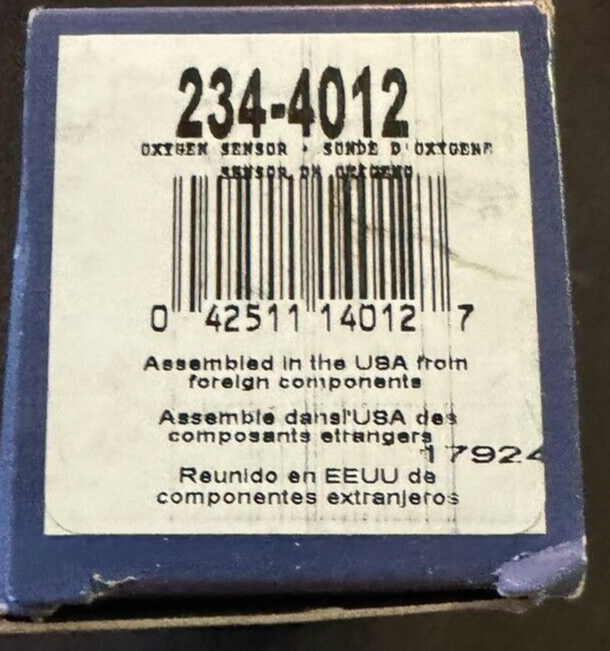 234-4012
OXYGEN SENSOR · SONDE D'OXYGENE
SENSOR DE OXIGENO
0 42511 14012 7
Assembled in the USA from
foreign components
Assemble dansl'USA des
composants etrangers
17924
Reunido en EEUU de
componentes extranjeros